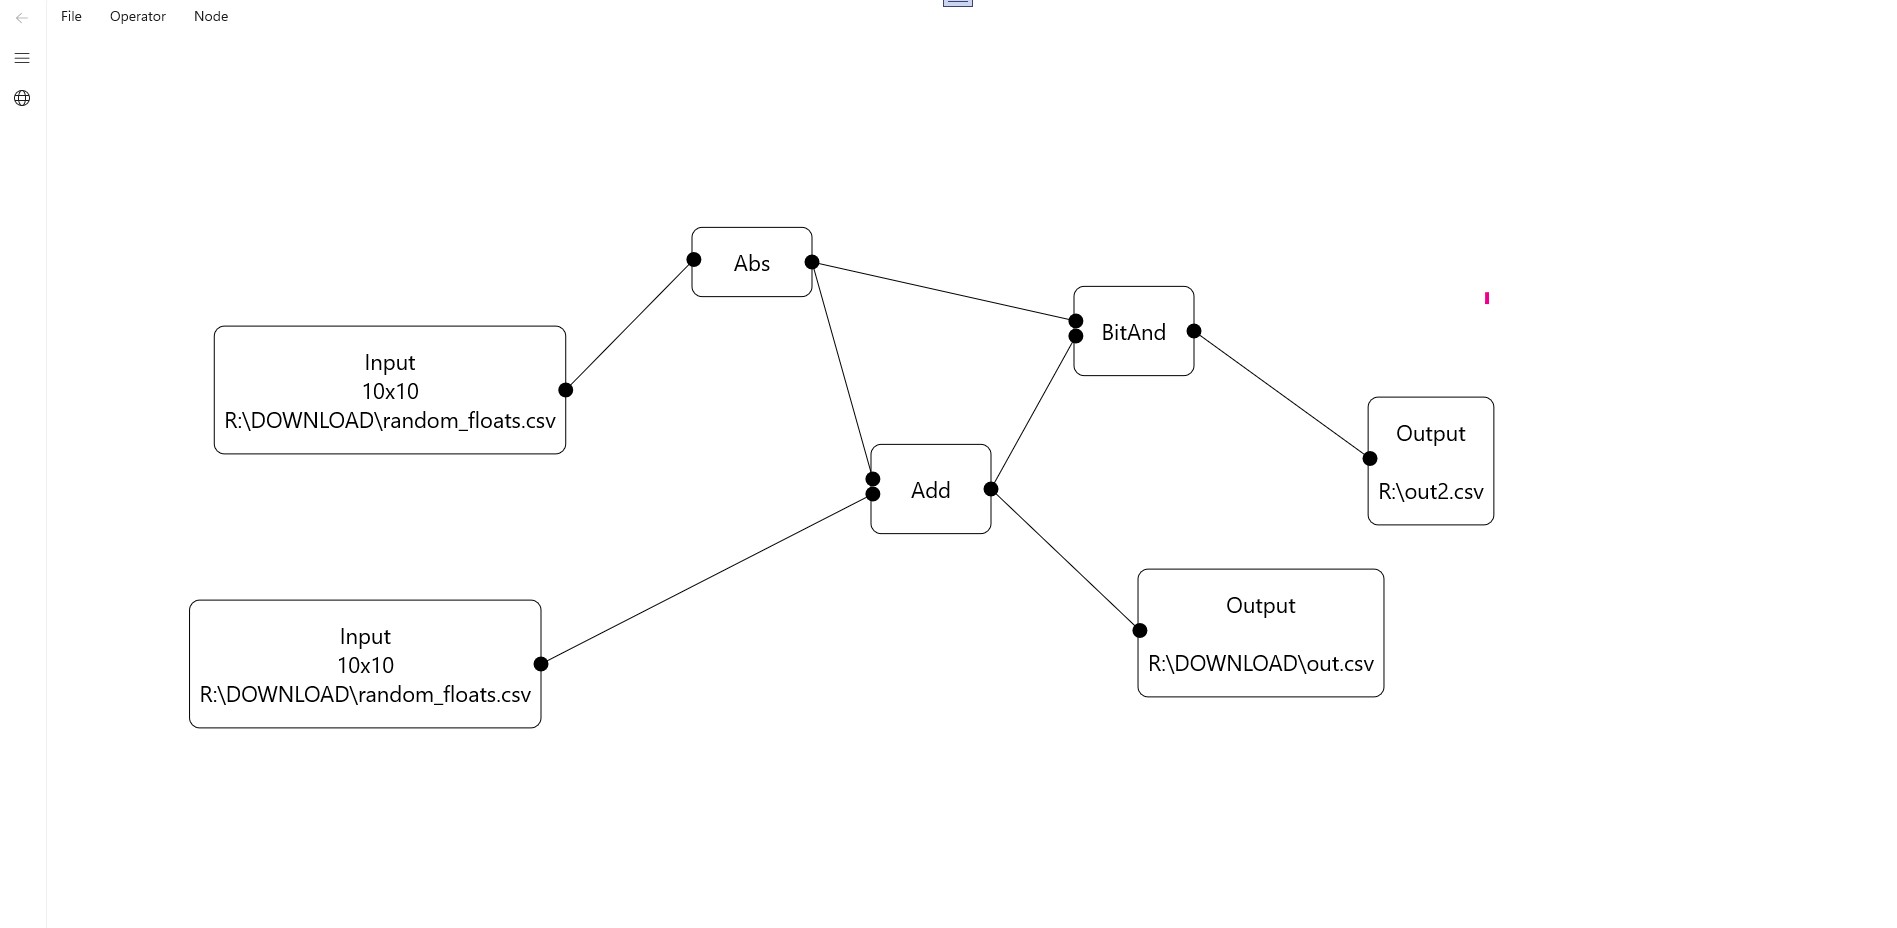 File
Operator
Node
Abs
Input
10x10
R:\DOWNLOAD\random_floats.csv
BitAnd
Output
R:\out2.csv
Add
Output
R:\DOWNLOAD\out.csv
Input
10x10
R:\DOWNLOAD\random_floats.csv